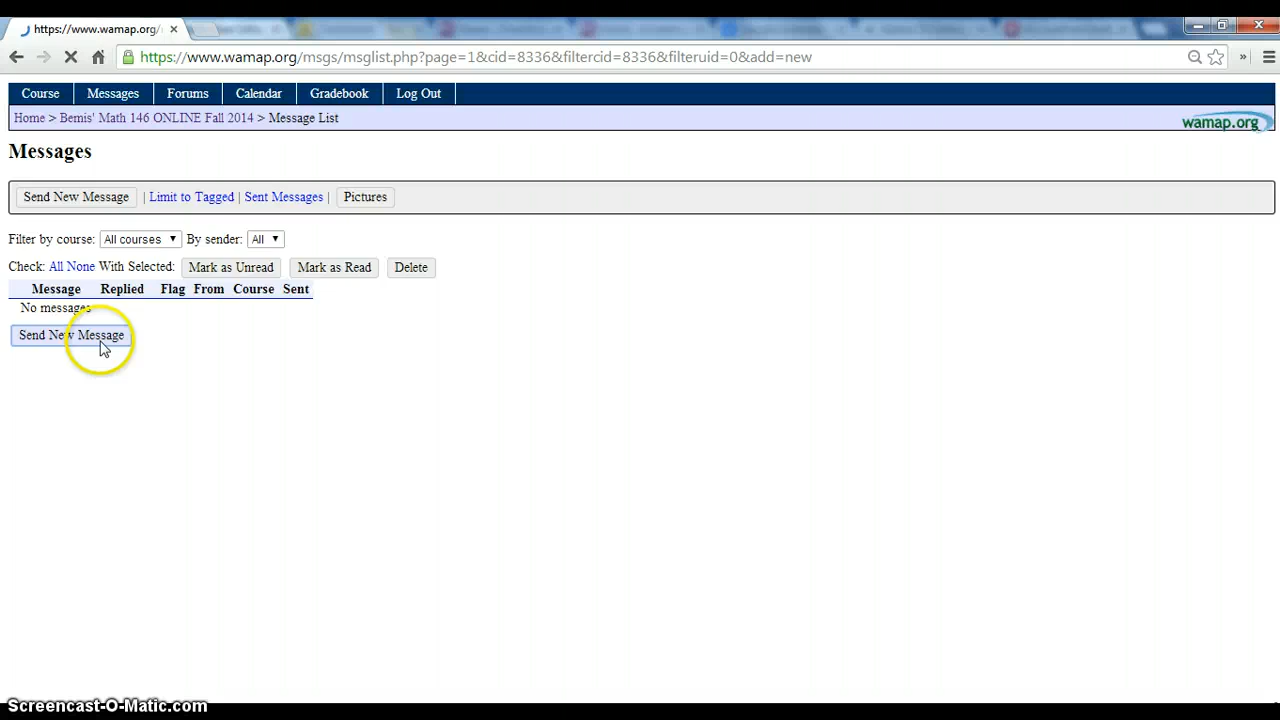 https://www.wamap.org/
https://www.wamap.org/msgs/msglist.php?page=1&cid=8336&filtercid=8336&filteruid=0&add=new
Course Messages Forums Calendar Gradebook Log Out
Home > Bemis' Math 146 ONLINE Fall 2014 > Message List
wamap.org
Messages
Send New Message | Limit to Tagged | Sent Messages | Pictures
Filter by course: All courses By sender: All
Check: All None With Selected: Mark as Unread Mark as Read Delete
Message Replied Flag From Course Sent
No messages
Send New Message
Screencast-O-Matic.com